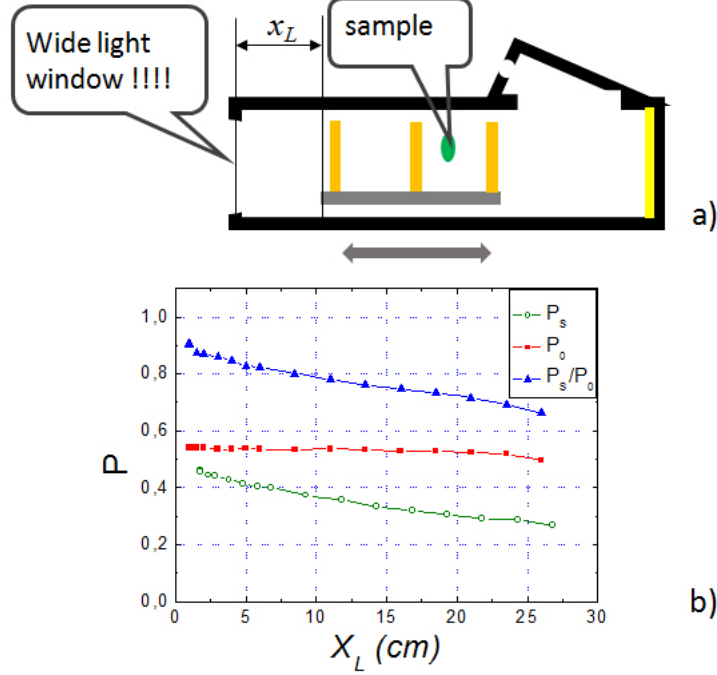 Wide light
window !!!!
x_L
sample
a)
P_s
P_0
P_s/P_0
1,0
0,8
0,6
0,4
0,2
0,0
P
0 5 10 15 20 25 30
X_L (cm)
b)